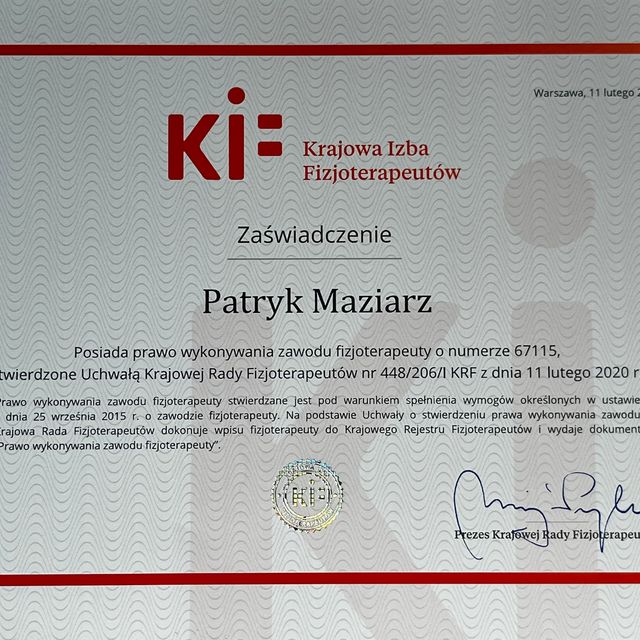 Warszawa, 11 lutego
KIF
Krajowa Izba
Fizjoterapeutów
Zaświadczenie
Patryk Maziarz
Posiada prawo wykonywania zawodu fizjoterapeuty o numerze 67115,
twierdzone Uchwałą Krajowej Rady Fizjoterapeutów nr 448/206/I KRF z dnia 11 lutego 2020 r
Prawo wykonywania zawodu fizjoterapeuty stwierdzane jest pod warunkiem spełnienia wymogów określonych w ustawie
dnia 25 września 2015 r. o zawodzie fizjoterapeuty. Na podstawie Uchwały o stwierdzeniu prawa wykonywania zawodu
Krajowa Rada Fizjoterapeutów dokonuje wpisu fizjoterapeuty do Krajowego Rejestru Fizjoterapeutów i wydaje dokument
Prawo wykonywania zawodu fizjoterapeuty”.
KIF
Prezes Krajowej Rady Fizjoterapeu